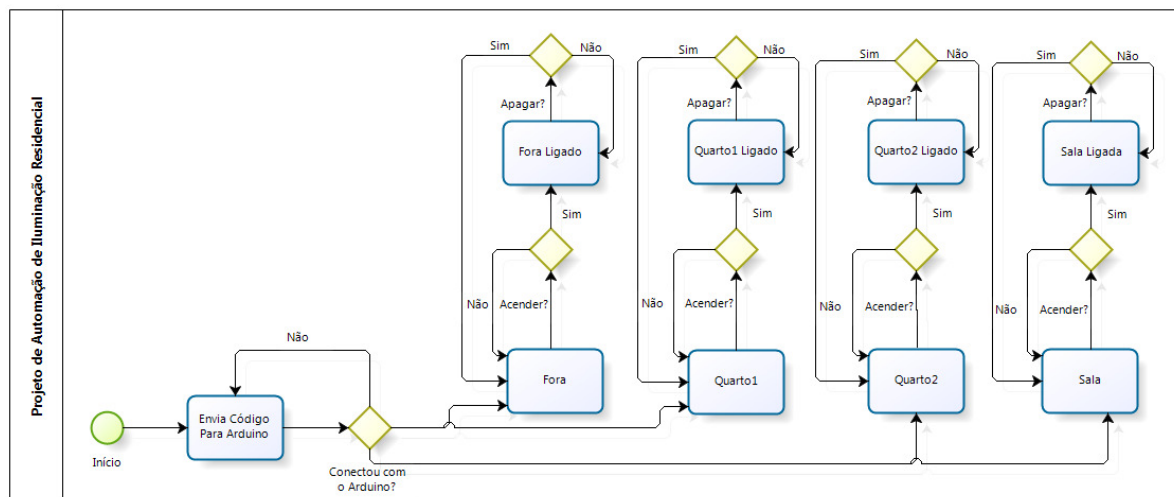 Projeto de Automação de Iluminação Residencial
Sim
Não
Sim
Não
Sim
Não
Sim
Não
Apagar?
Apagar?
Apagar?
Apagar?
Fora Ligado
Quarto1 Ligado
Quarto2 Ligado
Sala Ligada
Sim
Sim
Sim
Sim
Não
Acender?
Não
Acender?
Não
Acender?
Não
Acender?
Não
Fora
Quarto1
Quarto2
Sala
Envia Código
Para Arduino
Início
Conectou com
o Arduino?